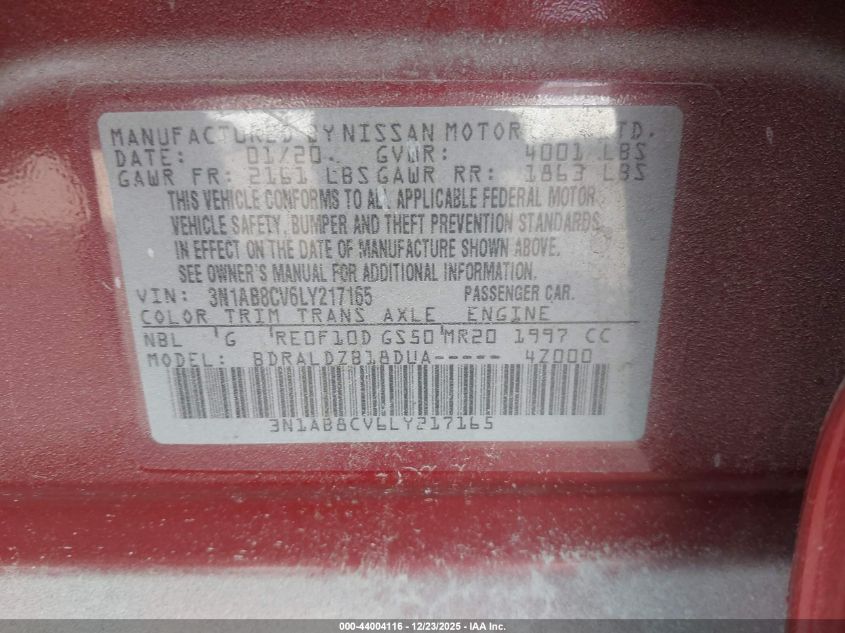 MANUFACTURED BY NISSAN MOTOR LTD.
DATE: 01/20 GVWR: 4001 LBS
GAWR FR: 2161 LBS GAWR RR: 1863 LBS
THIS VEHICLE CONFORMS TO ALL APPLICABLE FEDERAL MOTOR
VEHICLE SAFETY, BUMPER AND THEFT PREVENTION STANDARDS
IN EFFECT ON THE DATE OF MANUFACTURE SHOWN ABOVE.
SEE OWNER'S MANUAL FOR ADDITIONAL INFORMATION.
VIN: 3N1AB8CV6LY217165 PASSENGER CAR.
COLOR TRIM TRANS AXLE ENGINE
NBL G RE0F10D GS50 MR20 1997 CC
MODEL: BDRALDZB18DUA----- 4Z000
3N1AB8CV6LY217165
000-44004116 - 12/23/2025 - IAA Inc.